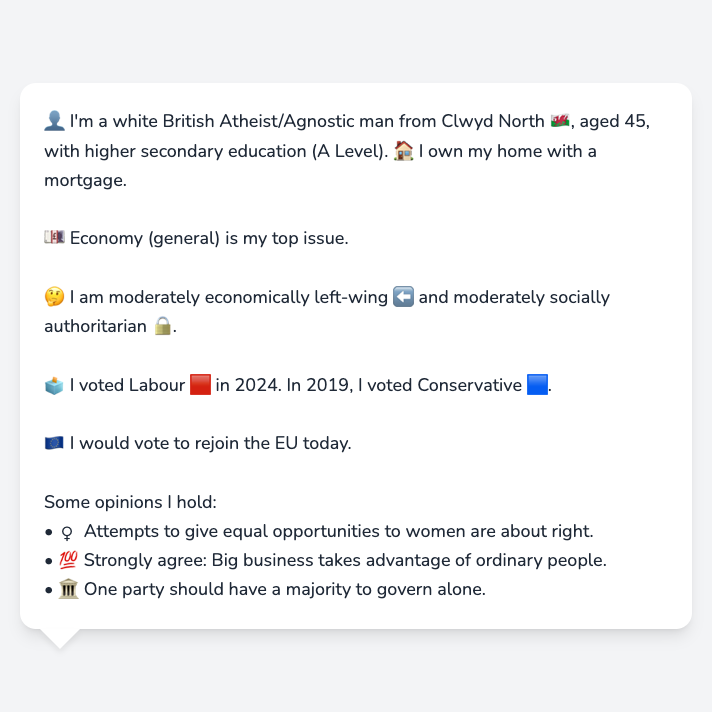 👤 I'm a white British Atheist/Agnostic man from Clwyd North 🏴󠁧󠁢󠁷󠁬󠁳󠁿, aged 45,
with higher secondary education (A Level). 🏠 I own my home with a
mortgage.
💷 Economy (general) is my top issue.
🤔 I am moderately economically left-wing ⬅️ and moderately socially
authoritarian 🔒.
🗳️ I voted Labour 🟥 in 2024. In 2019, I voted Conservative 🟦.
🇪🇺 I would vote to rejoin the EU today.
Some opinions I hold:
• ♀ Attempts to give equal opportunities to women are about right.
• 💯 Strongly agree: Big business takes advantage of ordinary people.
• 🏛️ One party should have a majority to govern alone.